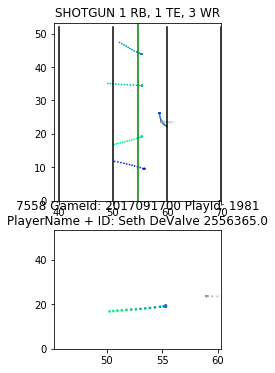 SHOTGUN 1 RB, 1 TE, 3 WR
50
40
30
20
10
0
40 50 60 70
7558 GameId: 2017091700 PlayId: 1981
PlayerName + ID: Seth DeValve 2556365.0
40
20
0
50 55 60